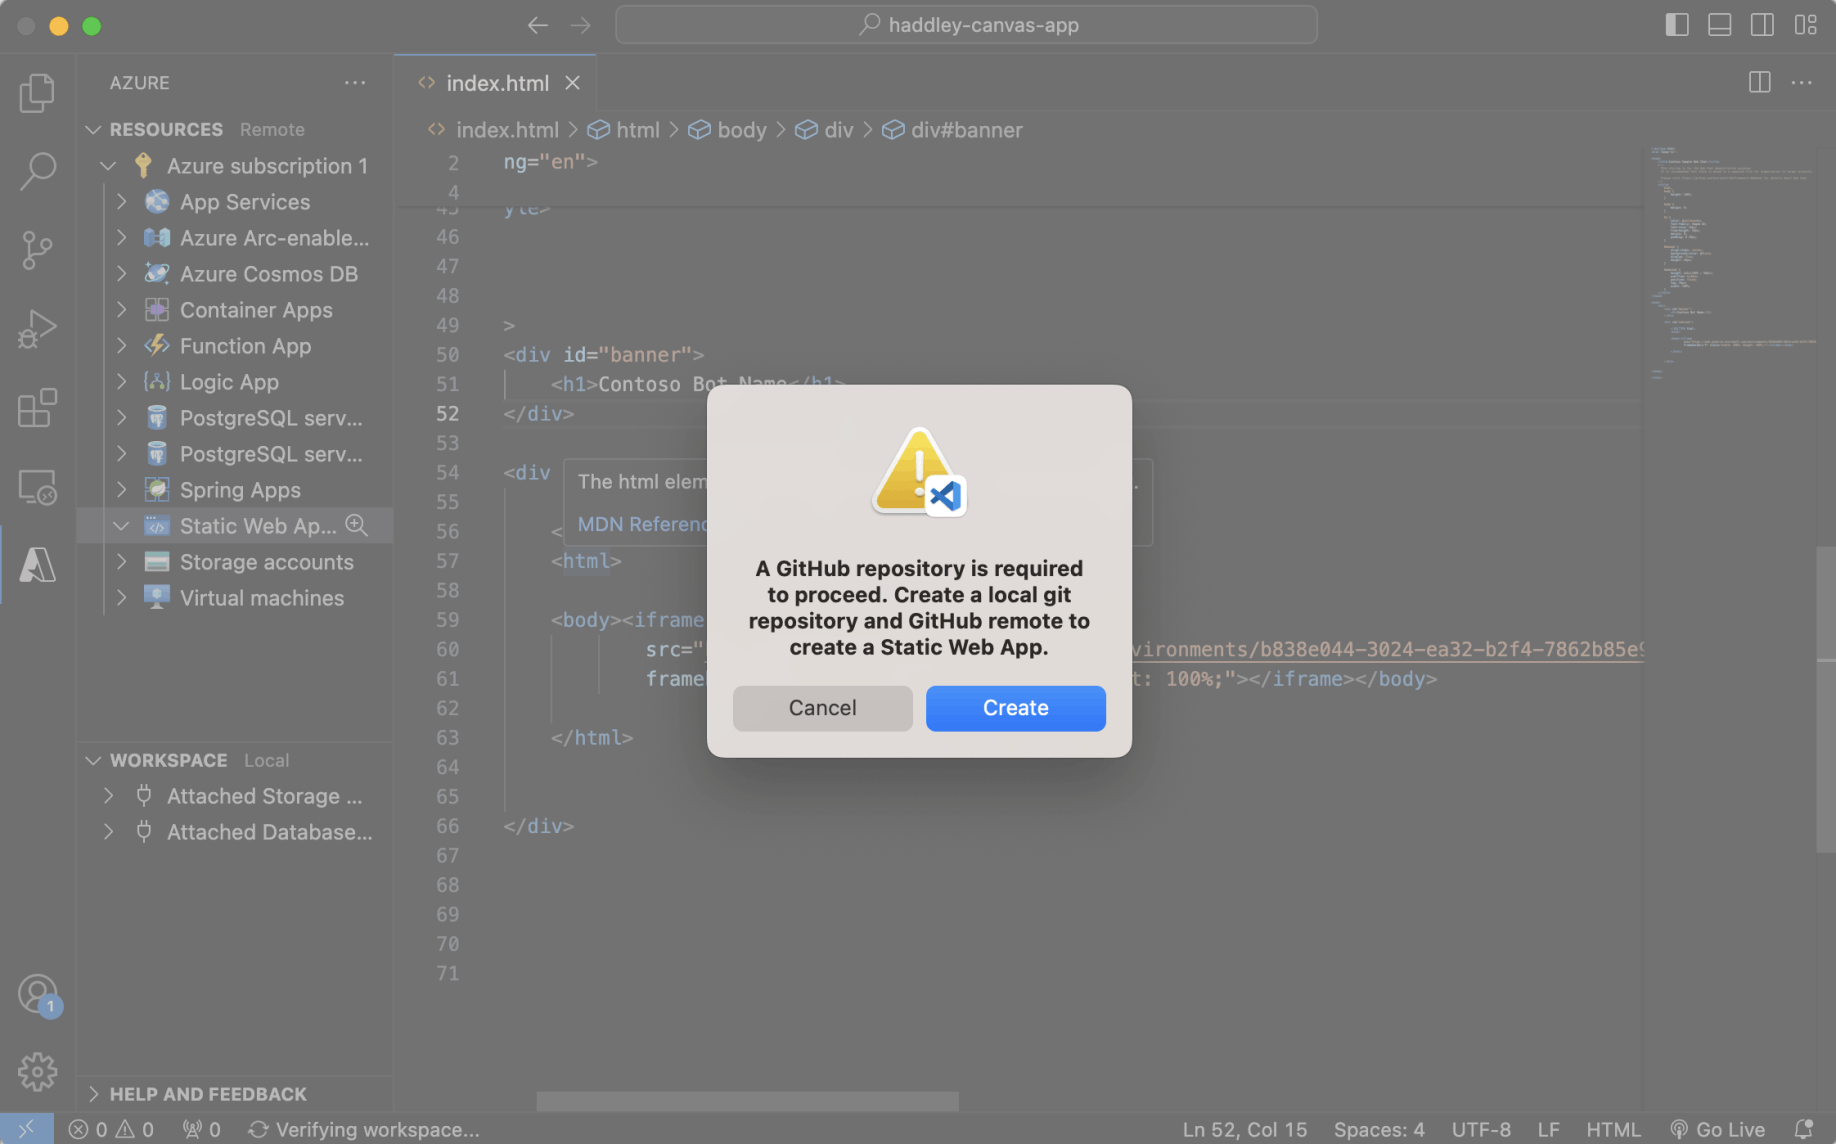 haddley-canvas-app
AZURE
index.html
RESOURCES Remote
index.html > html > body > div > div#banner
Azure subscription 1
2 ng="en">
4
App Services
45 yle>
Azure Arc-enable...
46
47
Azure Cosmos DB
48
Container Apps
49 >
Function App
50 <div id="banner">
Logic App
51 <h1>Contoso Bot Name</h1>
PostgreSQL serv...
52 </div>
53
PostgreSQL serv...
54 <div
The html elem
Spring Apps
55
MDN Referenc
Static Web Ap...
56 <
57 <html>
Storage accounts
58
Virtual machines
59 <body><iframe
60 src="
vironments/b838e044-3024-ea32-b2f4-7862b85e9
61 frame
t: 100%;"></iframe></body>
62
63 </html>
64
65
66 </div>
67
68
69
70
71
A GitHub repository is required
to proceed. Create a local git
repository and GitHub remote to
create a Static Web App.
Cancel
Create
WORKSPACE Local
Attached Storage ...
Attached Database...
1
HELP AND FEEDBACK
0 0 0 Verifying workspace...
Ln 52, Col 15 Spaces: 4 UTF-8 LF HTML Go Live